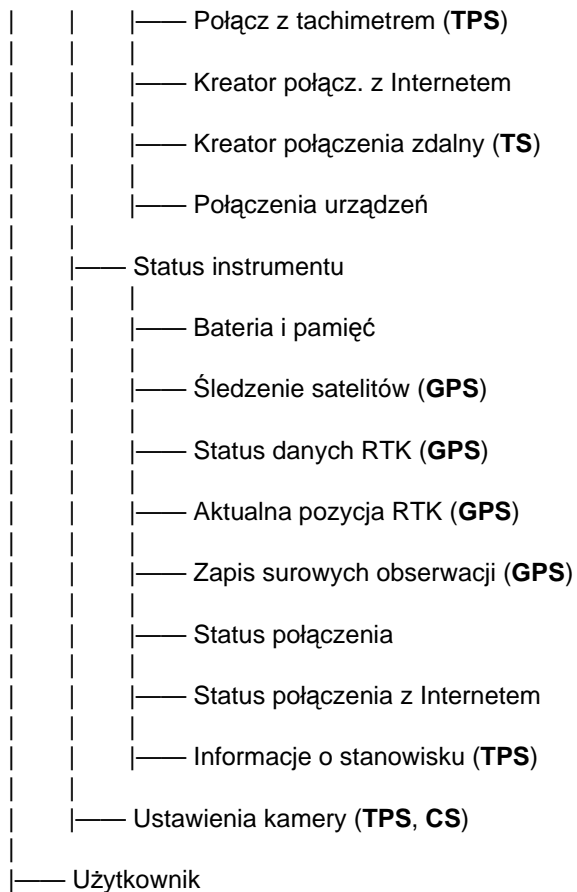 Połącz z tachimetrem (TPS)
Kreator połącz. z Internetem
Kreator połączenia zdalny (TS)
Połączenia urządzeń
Status instrumentu
Bateria i pamięć
Śledzenie satelitów (GPS)
Status danych RTK (GPS)
Aktualna pozycja RTK (GPS)
Zapis surowych obserwacji (GPS)
Status połączenia
Status połączenia z Internetem
Informacje o stanowisku (TPS)
Ustawienia kamery (TPS, CS)
Użytkownik